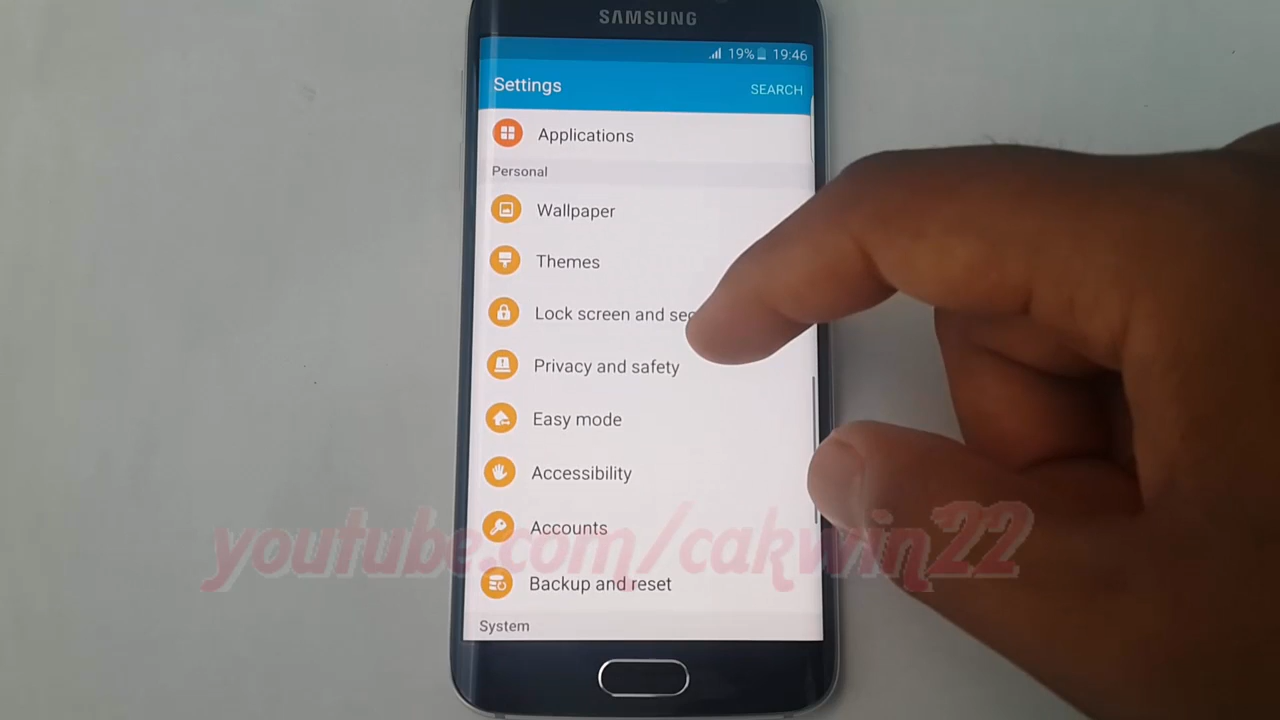 SAMSUNG
19% 19:46
Settings
SEARCH
Applications
Personal
Wallpaper
Themes
Lock screen and sec
Privacy and safety
Easy mode
Accessibility
Accounts
youtube.com/cakwin22
Backup and reset
System